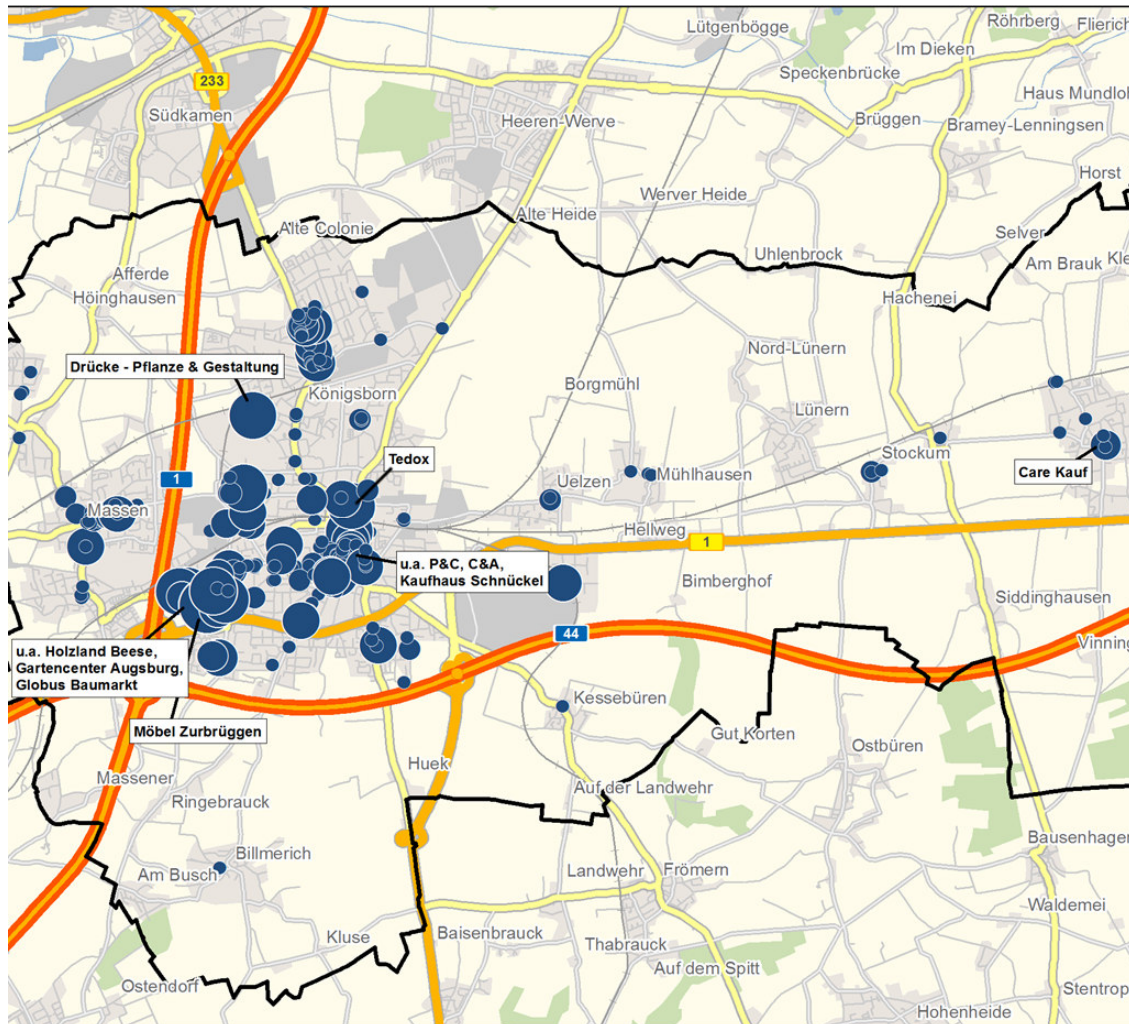 Lütgenbögge
Röhrberg
Flierich
Im Dieken
233
Speckenbrücke
Haus Mundloh
Südkamen
Heeren-Werve
Brüggen
Bramey-Lenningsen
Horst
Werver Heide
Alte Heide
Alte Colonie
Selver
Uhlenbrock
Am Brauk
Kle
Afferde
Höinghausen
Hachenei
Nord-Lünern
Drücke - Pflanze & Gestaltung
Borgmühl
Königsborn
Lünern
Tedox
Stockum
Care Kauf
1
Uelzen
Mühlhausen
Massen
Hellweg
1
u.a. P&C, C&A,
Kaufhaus Schnückel
Bimberghof
Siddinghausen
44
Vinning
u.a. Holzland Beese,
Gartencenter Augsburg,
Globus Baumarkt
Kessebüren
Möbel Zurbrüggen
Gut Korten
Ostbüren
Huek
Massener
Auf der Landwehr
Ringebrauck
Bausenhagen
Billmerich
Am Busch
Landwehr
Frömern
Waldemei
Kluse
Baisenbrauck
Thabrauck
Auf dem Spitt
Ostendorf
Stentrop
Hohenheide